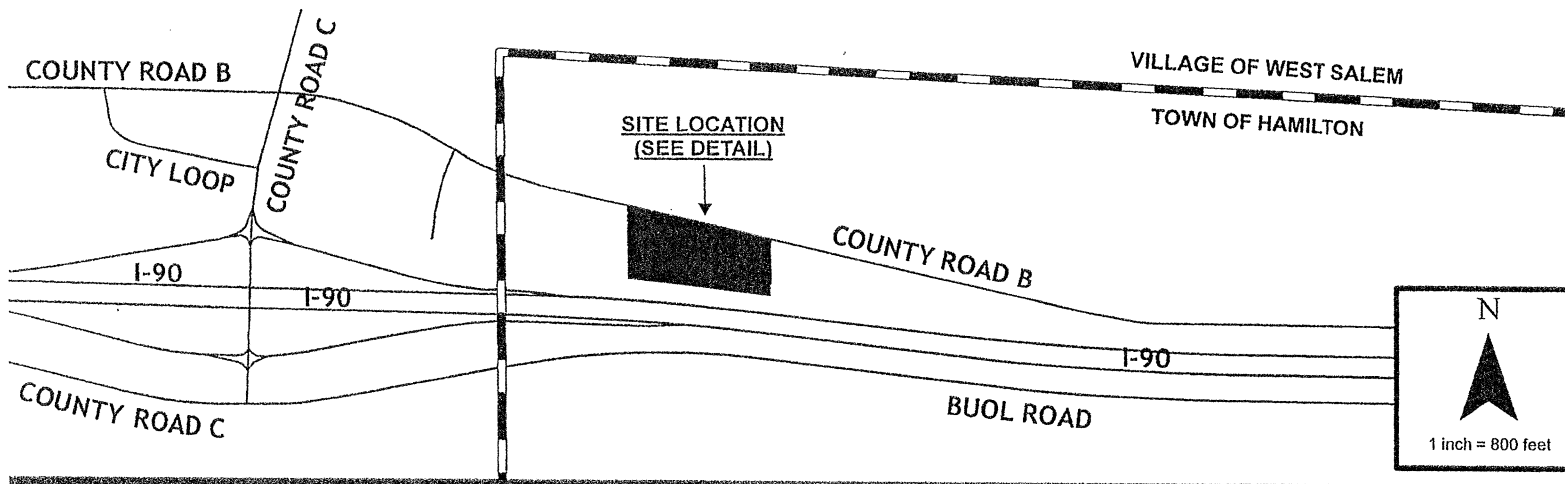 COUNTY ROAD B
COUNTY ROAD C
CITY LOOP
VILLAGE OF WEST SALEM
TOWN OF HAMILTON
SITE LOCATION
(SEE DETAIL)
COUNTY ROAD B
I-90
I-90
I-90
COUNTY ROAD C
BUOL ROAD
N
1 inch = 800 feet